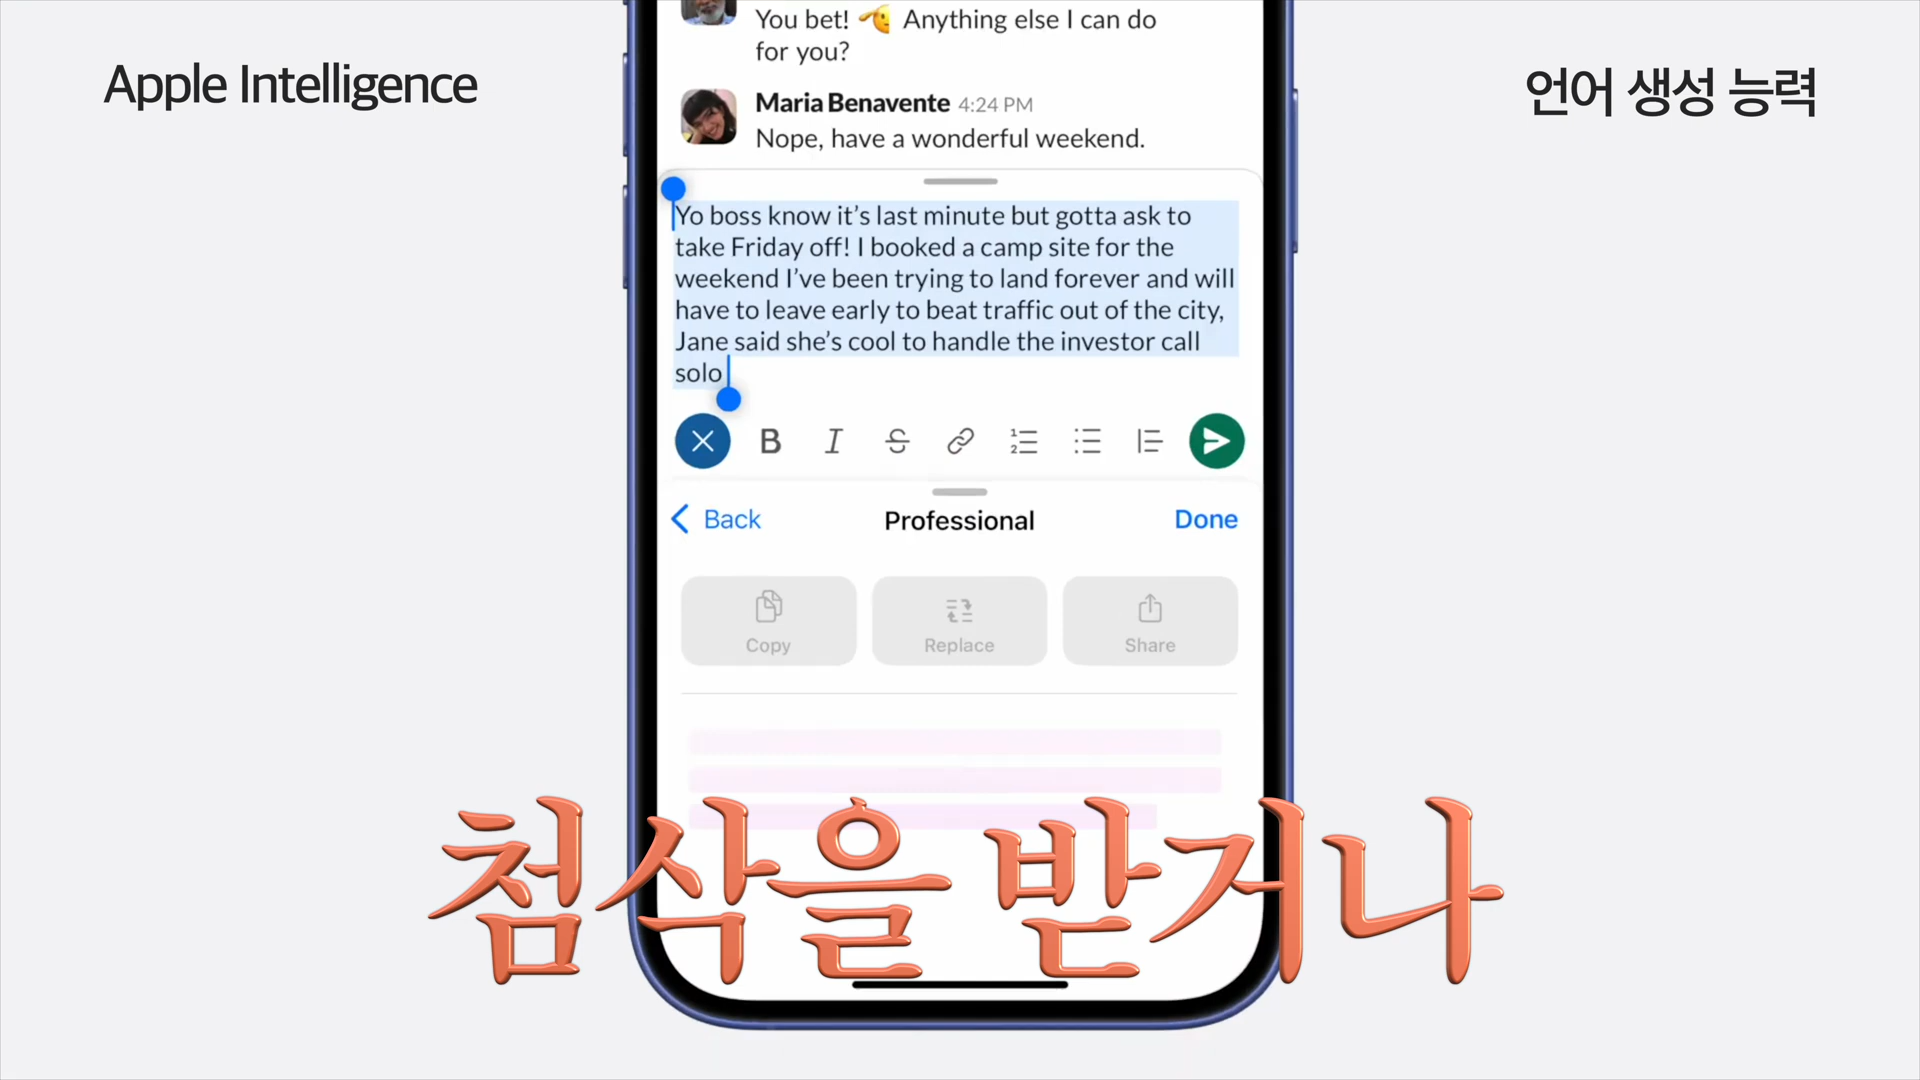 Apple Intelligence
언어 생성 능력
You bet! 🫡 Anything else I can do
for you?
Maria Benavente 4:24 PM
Nope, have a wonderful weekend.
Yo boss know it’s last minute but gotta ask to
take Friday off! I booked a camp site for the
weekend I’ve been trying to land forever and will
have to leave early to beat traffic out of the city,
Jane said she’s cool to handle the investor call
solo
Back
Professional
Done
Copy
Replace
Share
첨삭을 받거나